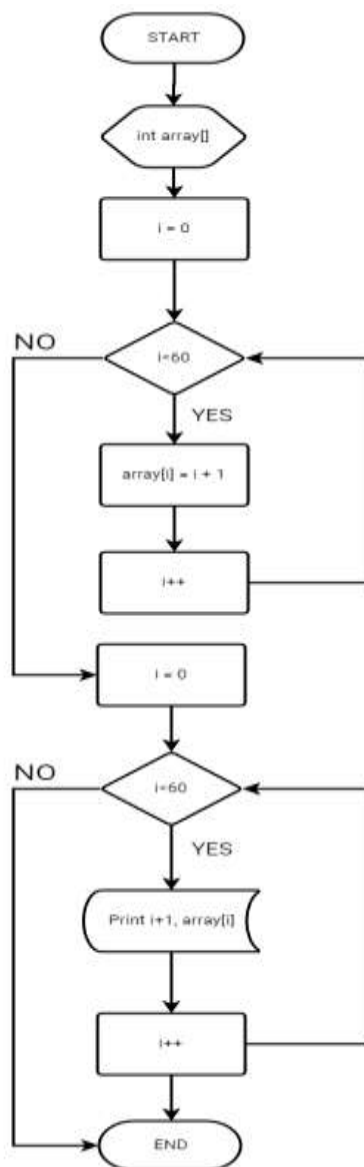 START
int array[]
i = 0
i<60
NO
YES
array[i] = i + 1
i++
i = 0
i<60
NO
YES
Print i+1, array[i]
i++
END